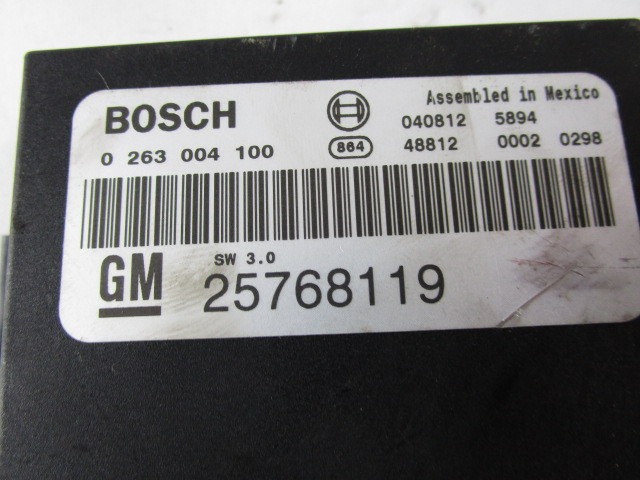 BOSCH
Assembled in Mexico
040812 5894
0 263 004 100
864
48812 0002 0298
SW 3.0
GM 25768119